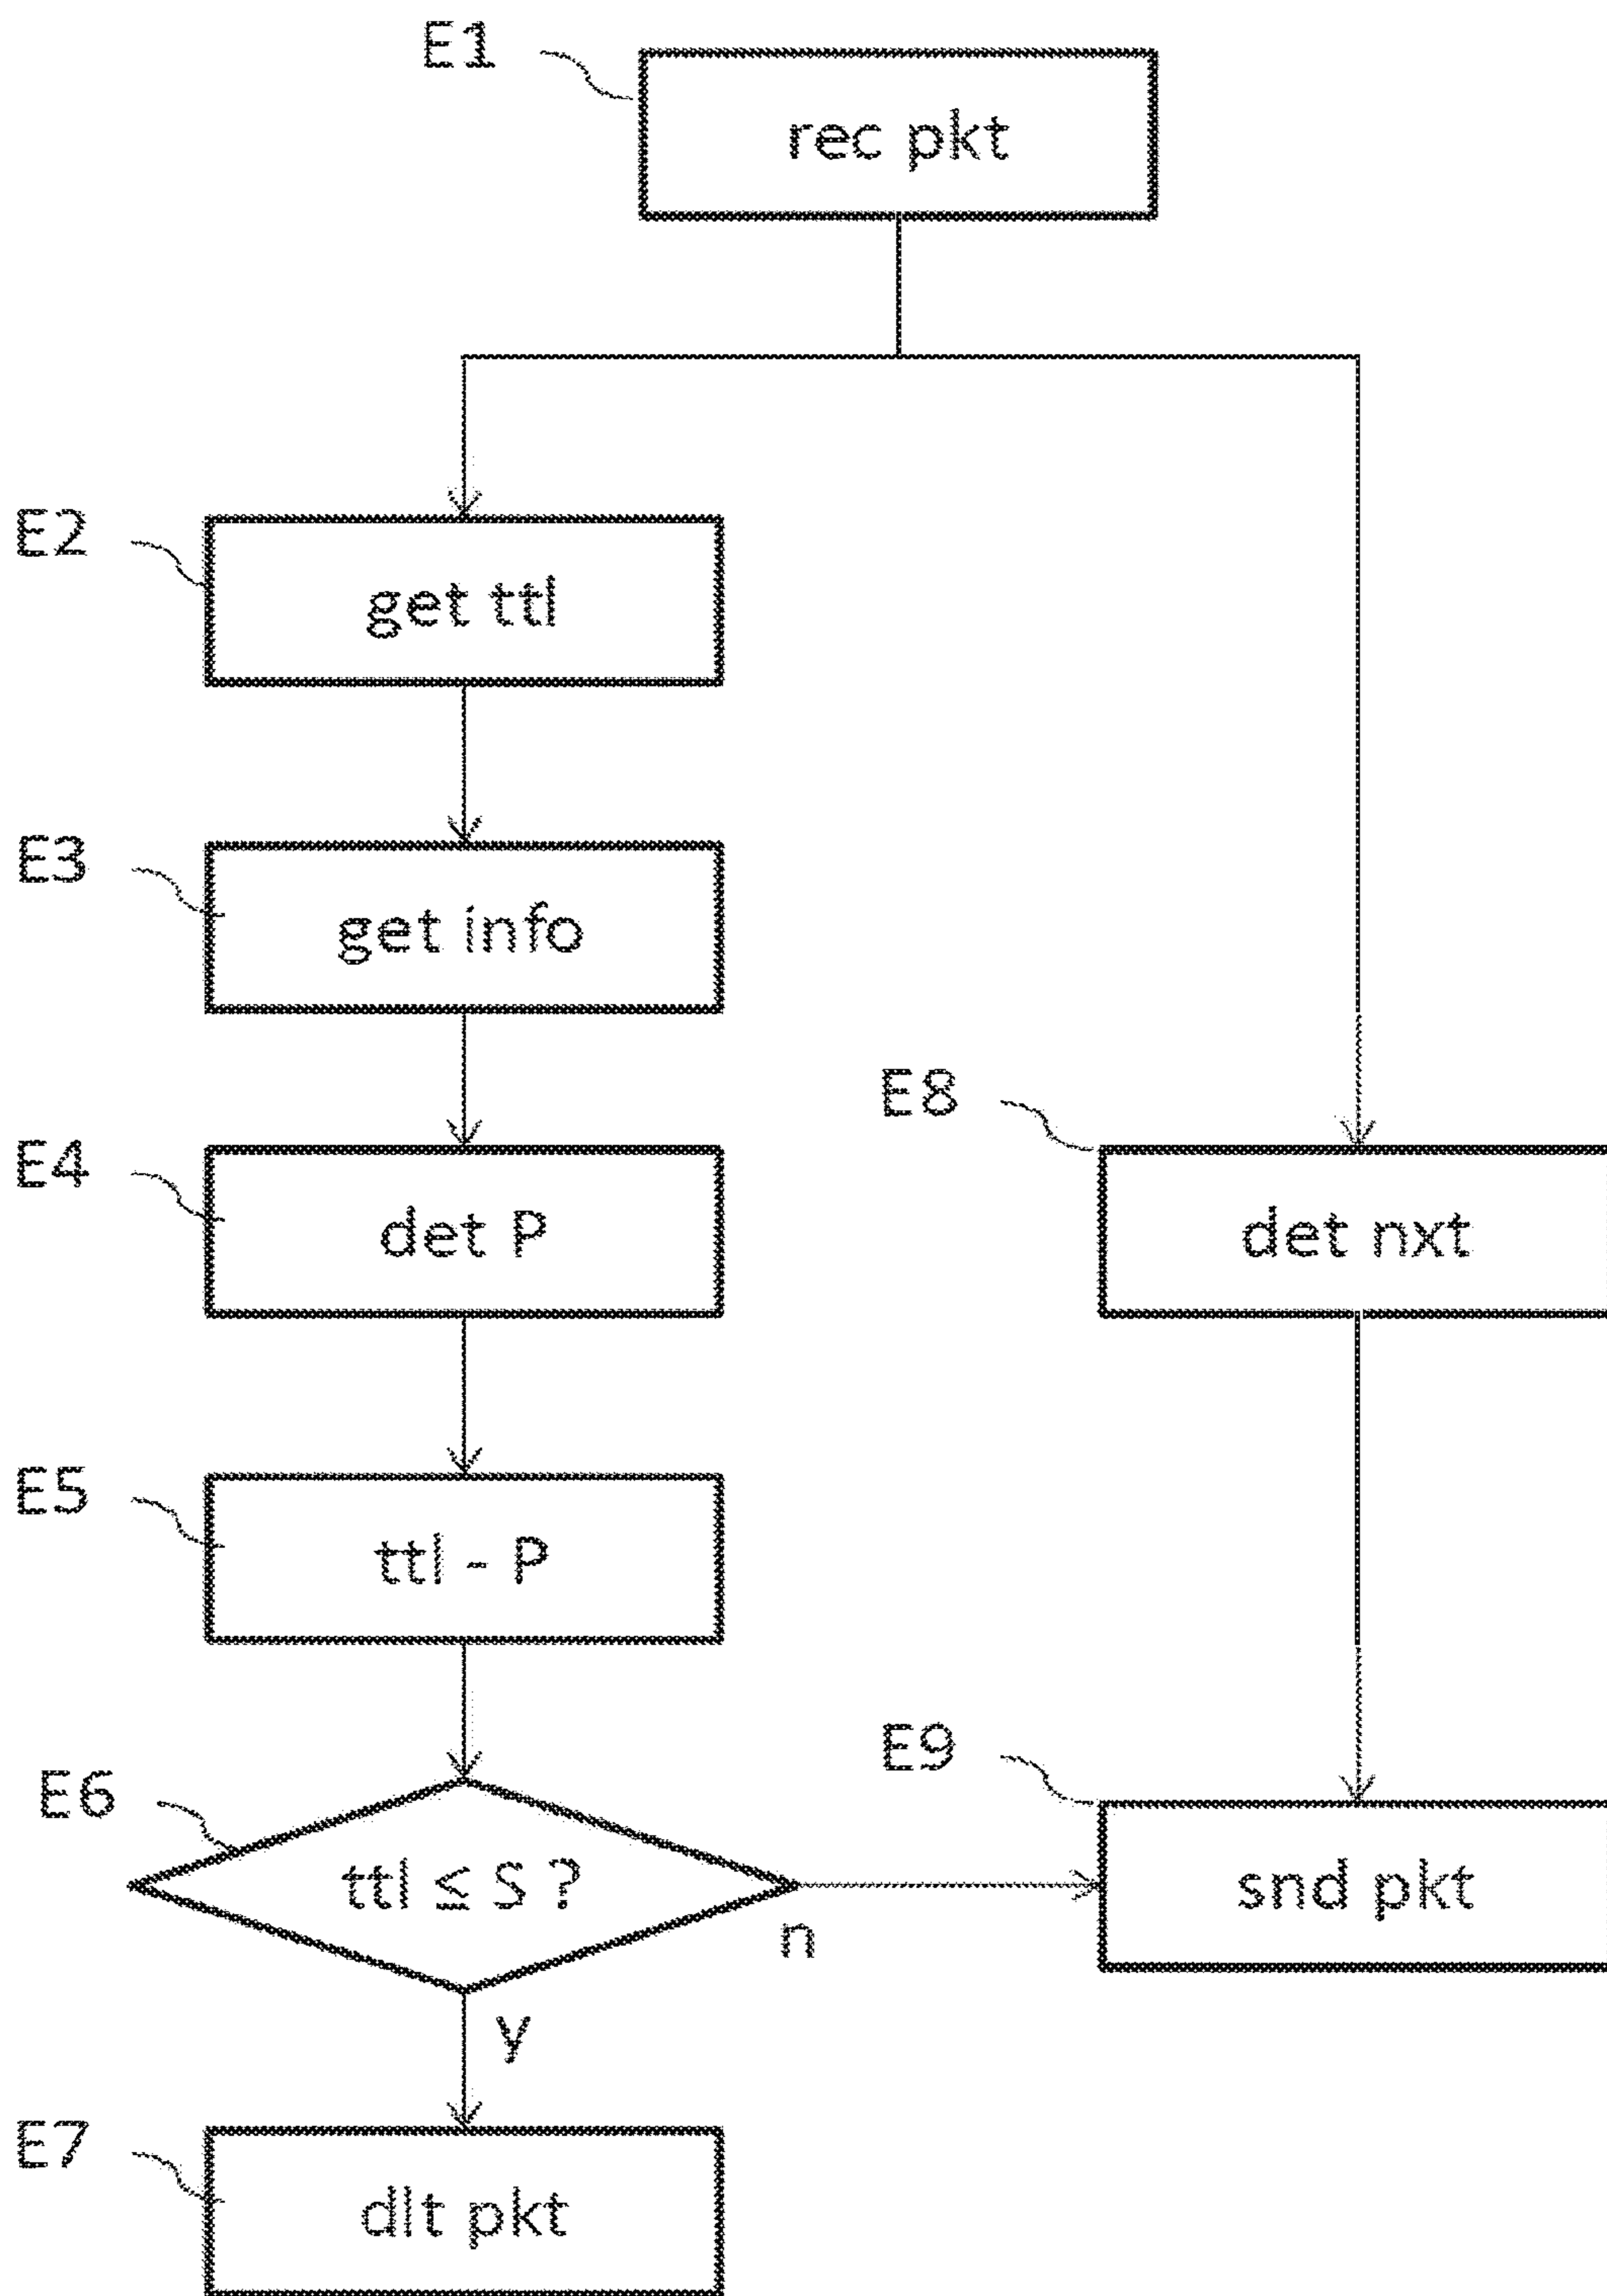 E1
rec pkt
E2
get ttl
E3
get info
E4
det P
E8
det nxt
E5
ttl - P
E6
ttl ≤ S ?
n
y
E9
snd pkt
E7
dlt pkt